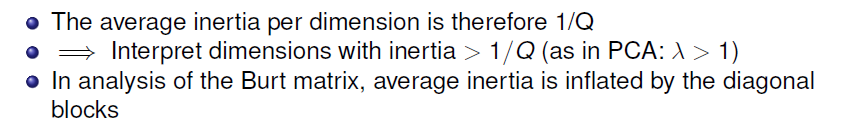 The average inertia per dimension is therefore 1/Q
⟹ Interpret dimensions with inertia > 1/Q (as in PCA: λ > 1)
In analysis of the Burt matrix, average inertia is inflated by the diagonal
blocks